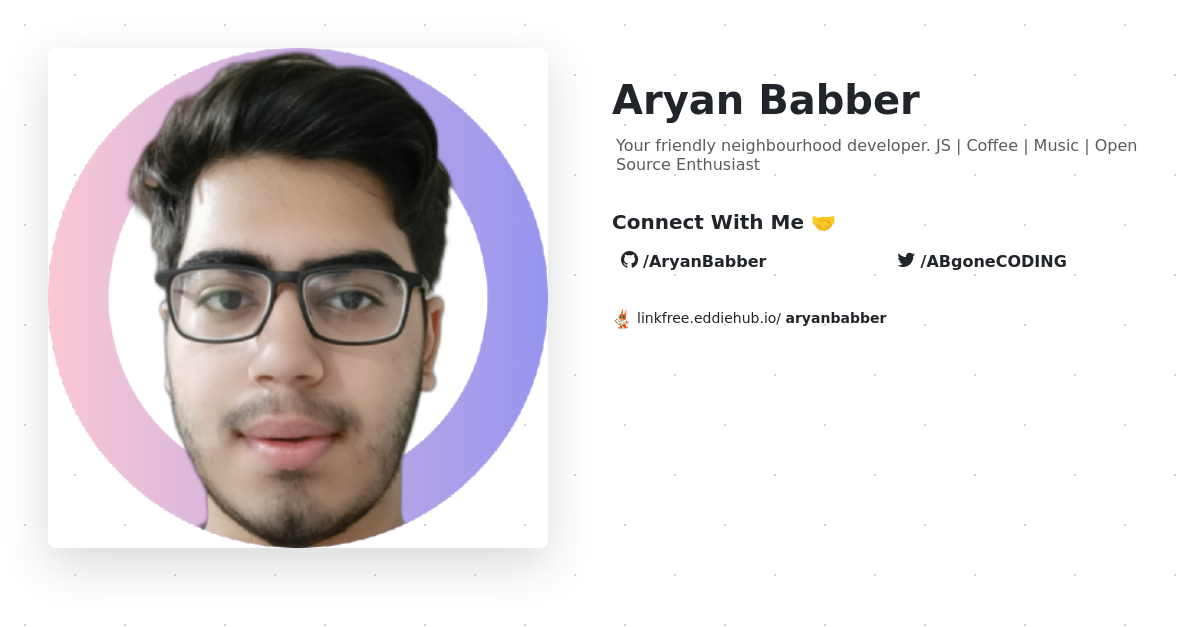 Aryan Babber
Your friendly neighbourhood developer. JS | Coffee | Music | Open
Source Enthusiast
Connect With Me 🤝
/AryanBabber
/ABgoneCODING
linkfree.eddiehub.io/ aryanbabber